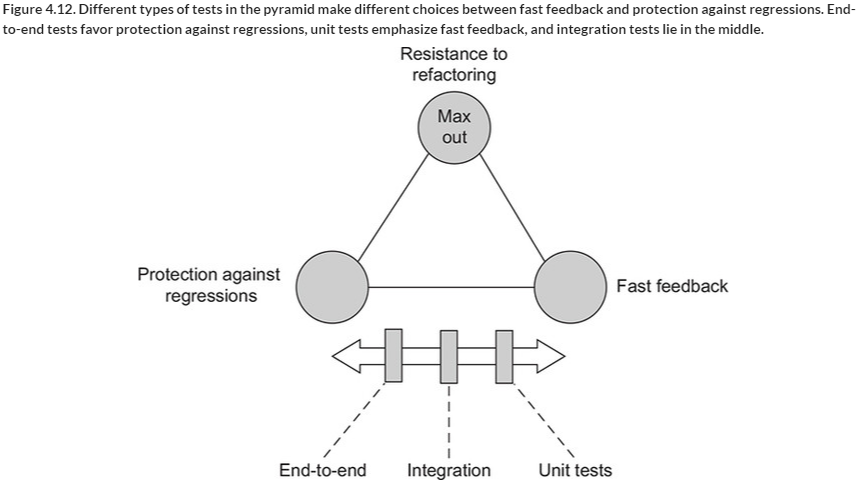 Figure 4.12. Different types of tests in the pyramid make different choices between fast feedback and protection against regressions. End-
to-end tests favor protection against regressions, unit tests emphasize fast feedback, and integration tests lie in the middle.
Resistance to
refactoring
Max
out
Protection against
regressions
Fast feedback
End-to-end
Integration
Unit tests